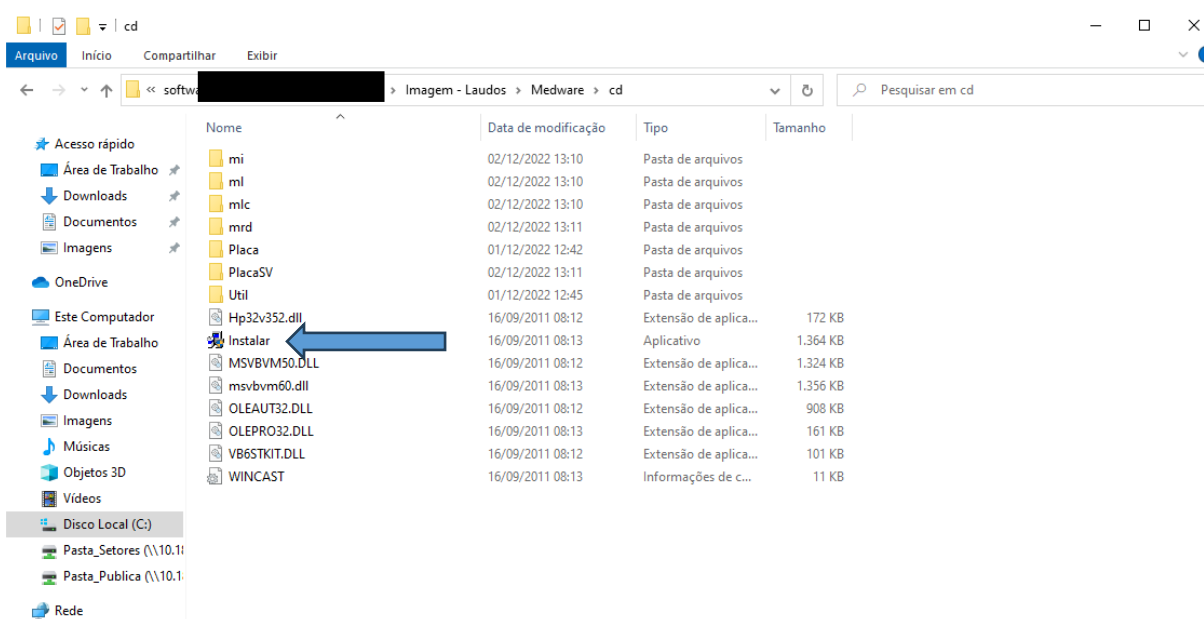 cd
Arquivo Início Compartilhar Exibir
« softwa > Imagem - Laudos > Medware > cd
Pesquisar em cd
Acesso rápido
Área de Trabalho
Downloads
Documentos
Imagens
OneDrive
Este Computador
Área de Trabalho
Documentos
Downloads
Imagens
Músicas
Objetos 3D
Vídeos
Disco Local (C:)
Pasta_Setores (\\10.18
Pasta_Publica (\\10.1
Rede
Nome Data de modificação Tipo Tamanho
mi 02/12/2022 13:10 Pasta de arquivos
ml 02/12/2022 13:10 Pasta de arquivos
mlc 02/12/2022 13:10 Pasta de arquivos
mrd 02/12/2022 13:11 Pasta de arquivos
Placa 01/12/2022 12:42 Pasta de arquivos
PlacaSV 02/12/2022 13:11 Pasta de arquivos
Util 01/12/2022 12:45 Pasta de arquivos
Hp32v352.dll 16/09/2011 08:12 Extensão de aplica... 172 KB
Instalar 16/09/2011 08:13 Aplicativo 1.364 KB
MSVBVM50.DLL 16/09/2011 08:12 Extensão de aplica... 1.324 KB
msvbvm60.dll 16/09/2011 08:13 Extensão de aplica... 1.356 KB
OLEAUT32.DLL 16/09/2011 08:12 Extensão de aplica... 908 KB
OLEPRO32.DLL 16/09/2011 08:13 Extensão de aplica... 161 KB
VB6STKIT.DLL 16/09/2011 08:12 Extensão de aplica... 101 KB
WINCAST 16/09/2011 08:13 Informações de c... 11 KB